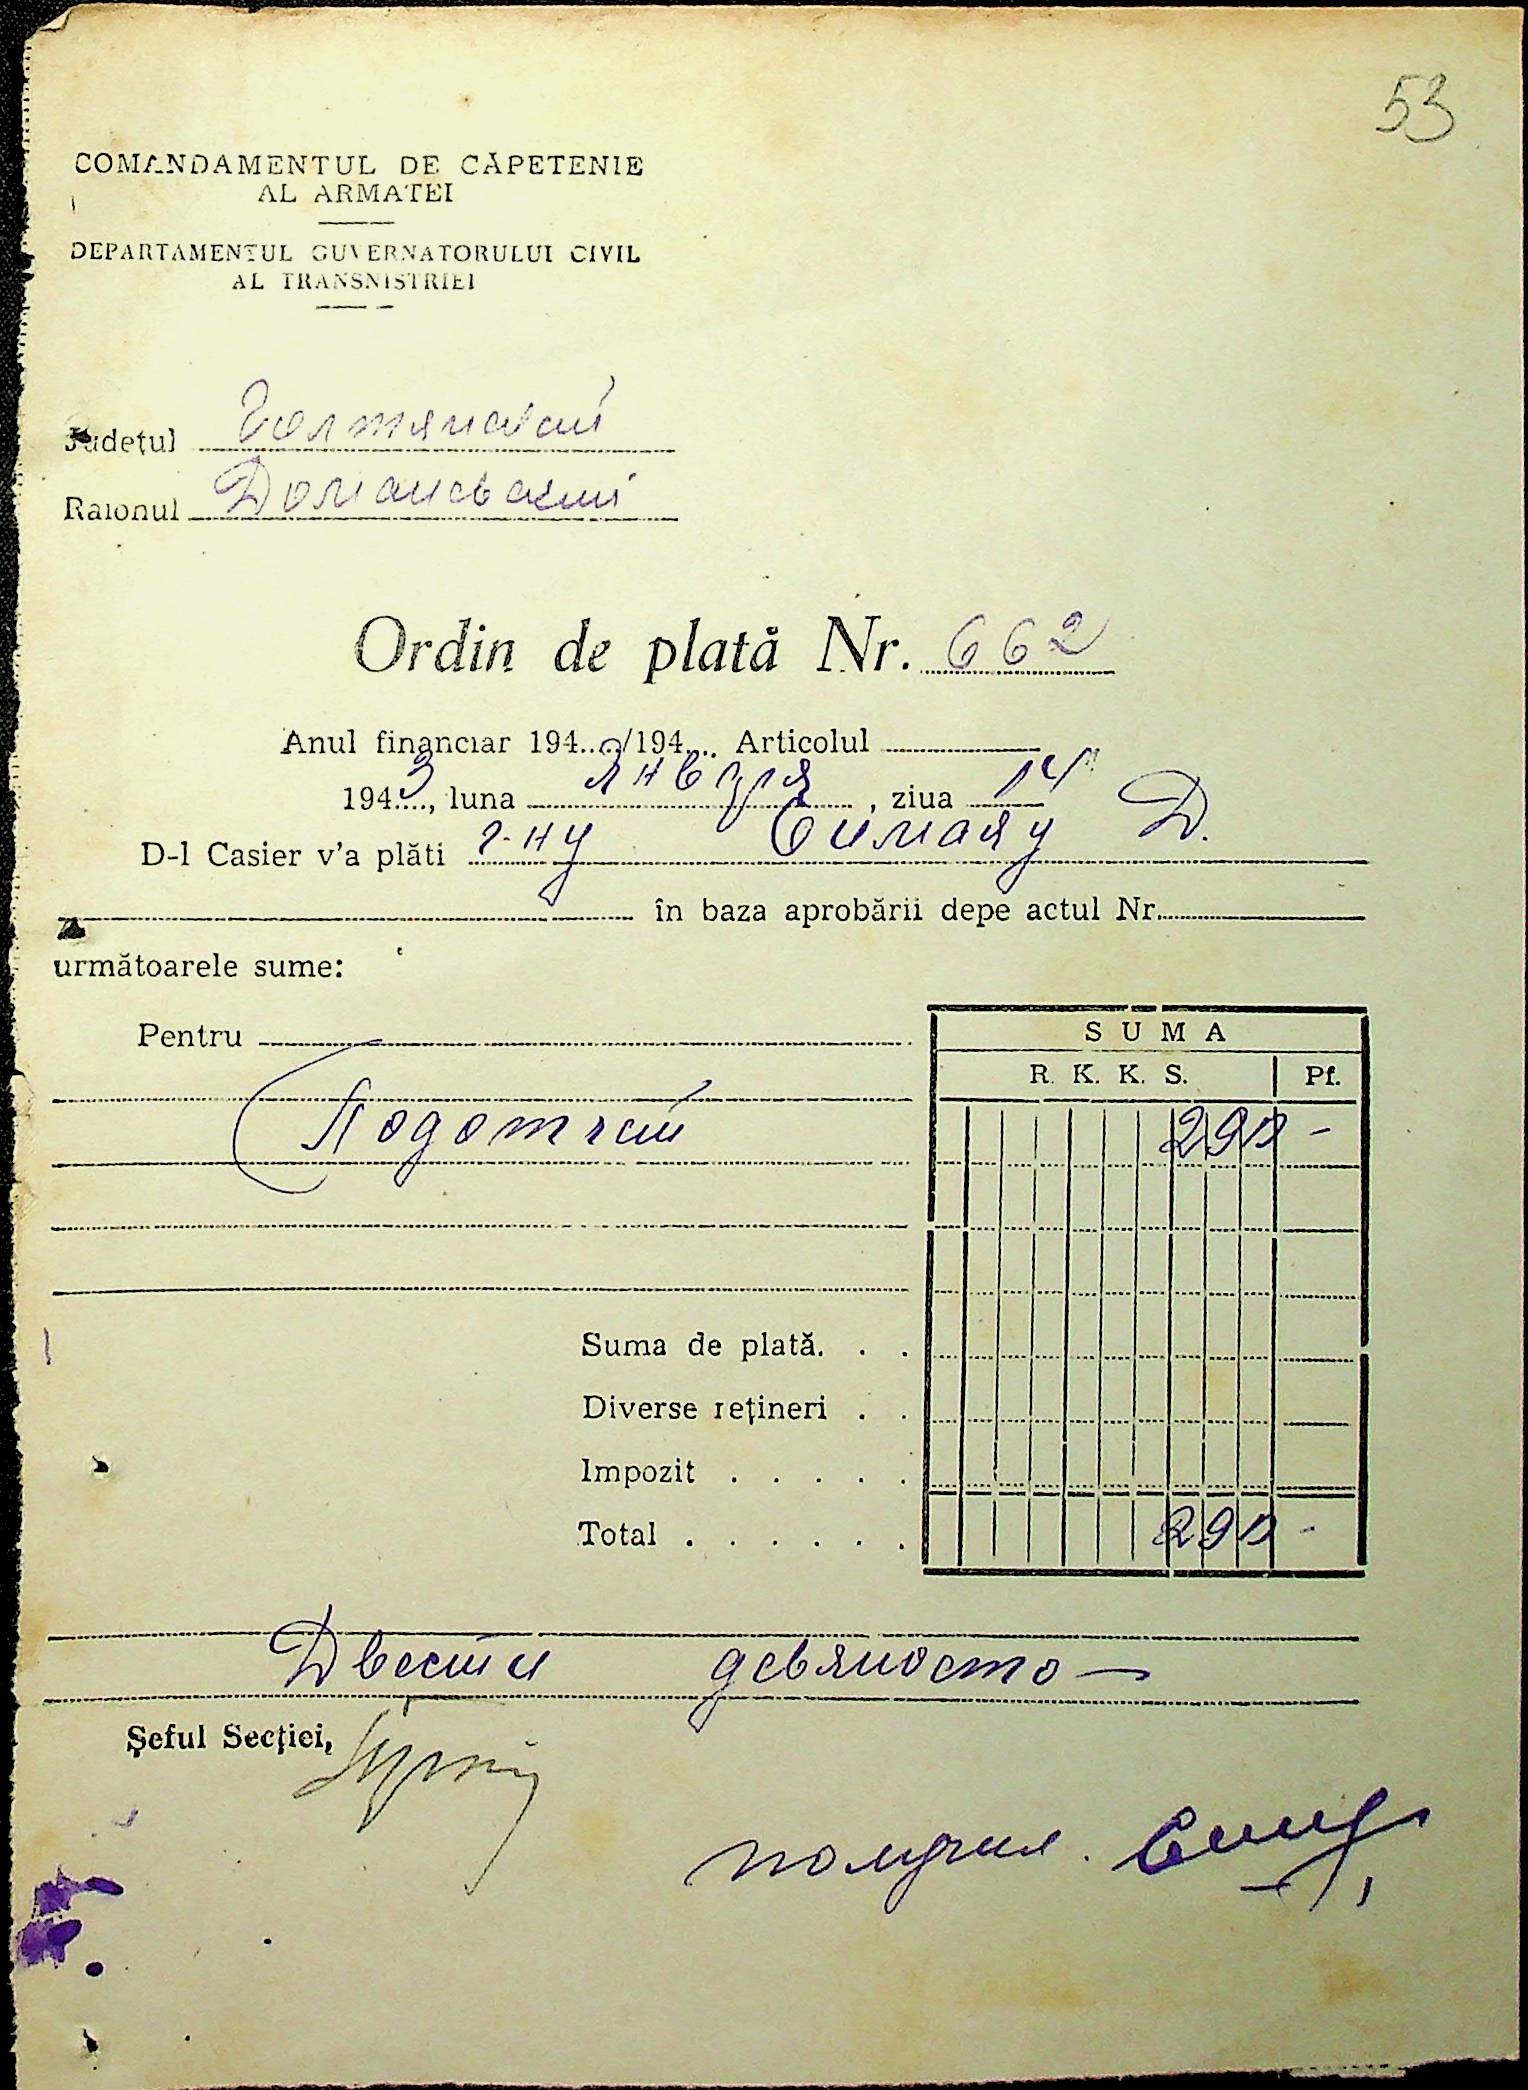 53
COMANDAMENTUL DE CĂPETENIE
AL ARMATEI
DEPARTAMENTUL GUVERNATORULUI CIVIL
AL TRANSNISTRIEI
Județul Голтянский
Raionul Доманевский
Ordin de plată Nr. 662
Anul financiar 194..../194.... Articolul
1943, luna января, ziua 14
D-l Casier v'a plăti г-ну Симаяу Д.
în baza aprobării depe actul Nr.
următoarele sume:
Pentru
SUMA
R. K. K. S. Pf.
Подотчет 290 -
Suma de plată. . .
Diverse rețineri . .
Impozit . . . . .
Total . . . . . . 290 -
Двести девяносто —
Șeful Secției,
получил.